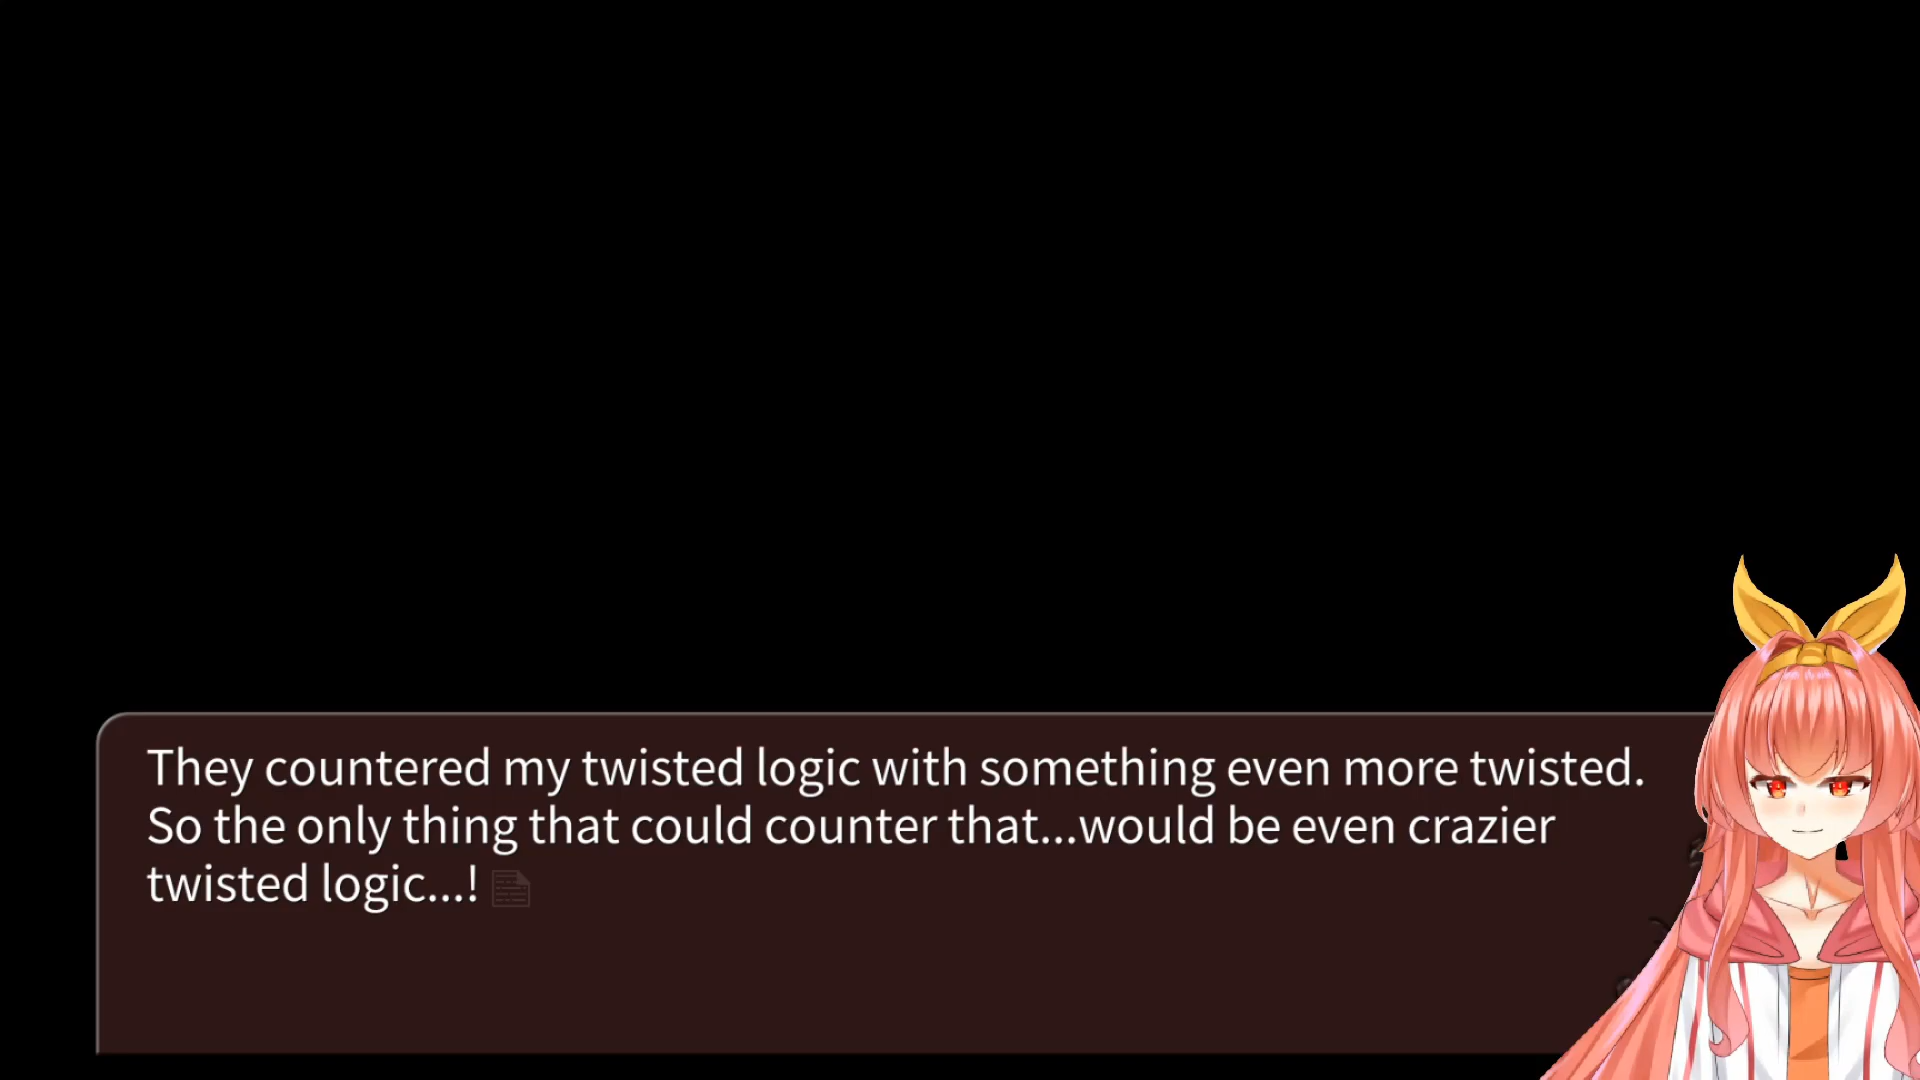 They countered my twisted logic with something even more twisted.
So the only thing that could counter that...would be even crazier
twisted logic...!